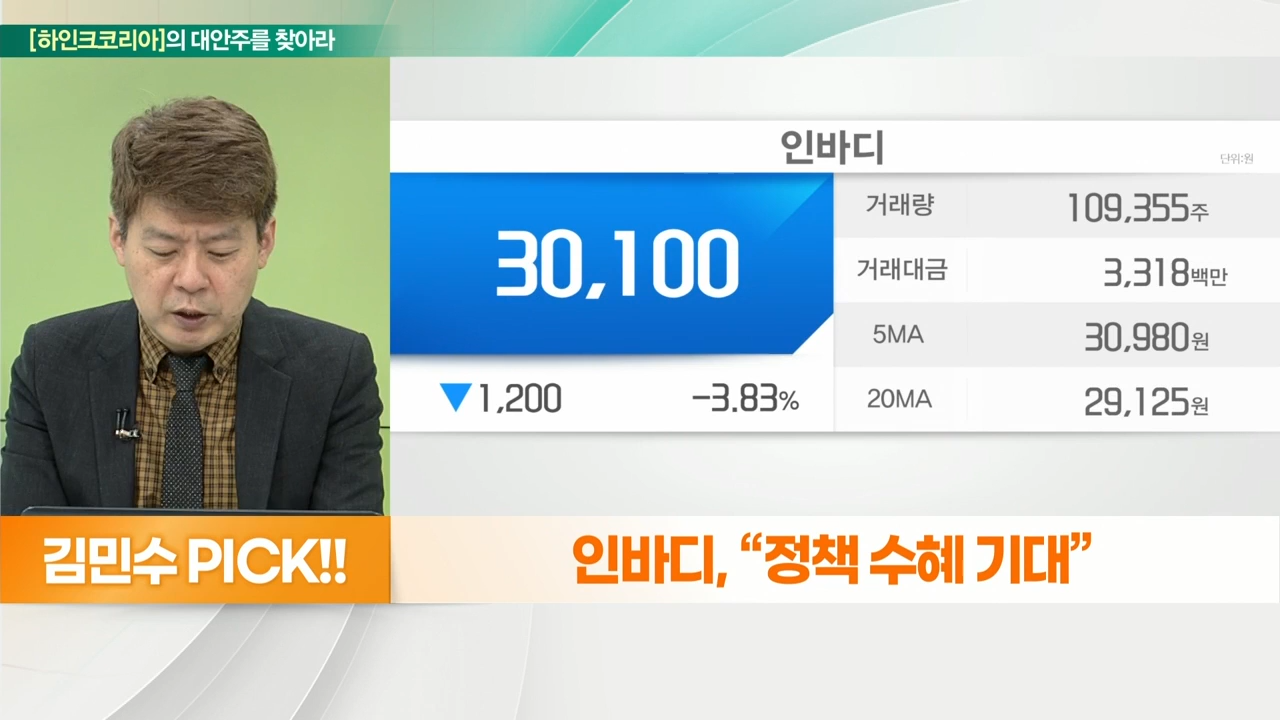 [하인크코리아]의 대안주를 찾아라
인바디
단위:원
30,100
▼1,200 -3.83%
거래량 109,355주
거래대금 3,318백만
5MA 30,980원
20MA 29,125원
김민수 PICK!!
인바디, “정책 수혜 기대”